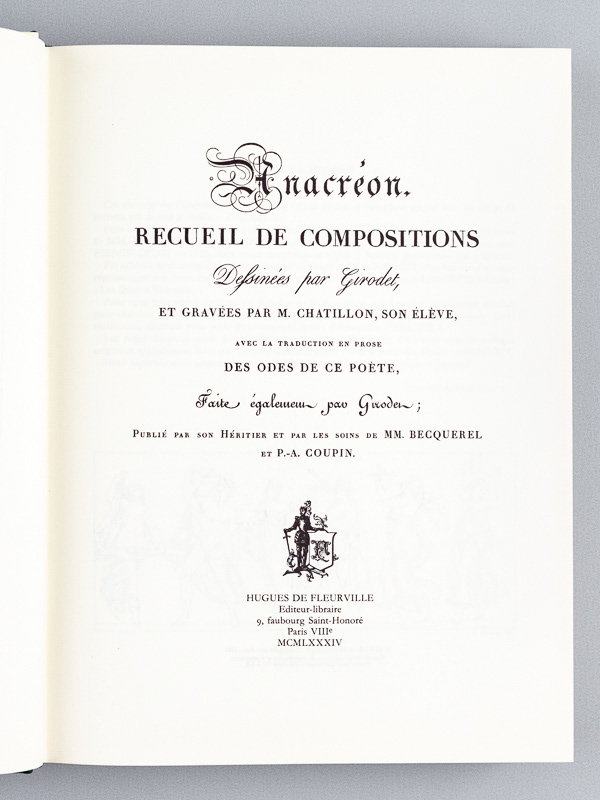 Anacréon.
RECUEIL DE COMPOSITIONS
Deſsinées par Girodet,
ET GRAVÉES PAR M. CHATILLON, SON ÉLÈVE,
AVEC LA TRADUCTION EN PROSE
DES ODES DE CE POÈTE,
Faite également par Girodet ;
Publié par son Héritier et par les soins de MM. BECQUEREL
et P.-A. COUPIN.
HUGUES DE FLEURVILLE
Editeur-libraire
9, faubourg Saint-Honoré
Paris VIIIe
MCMLXXXIV